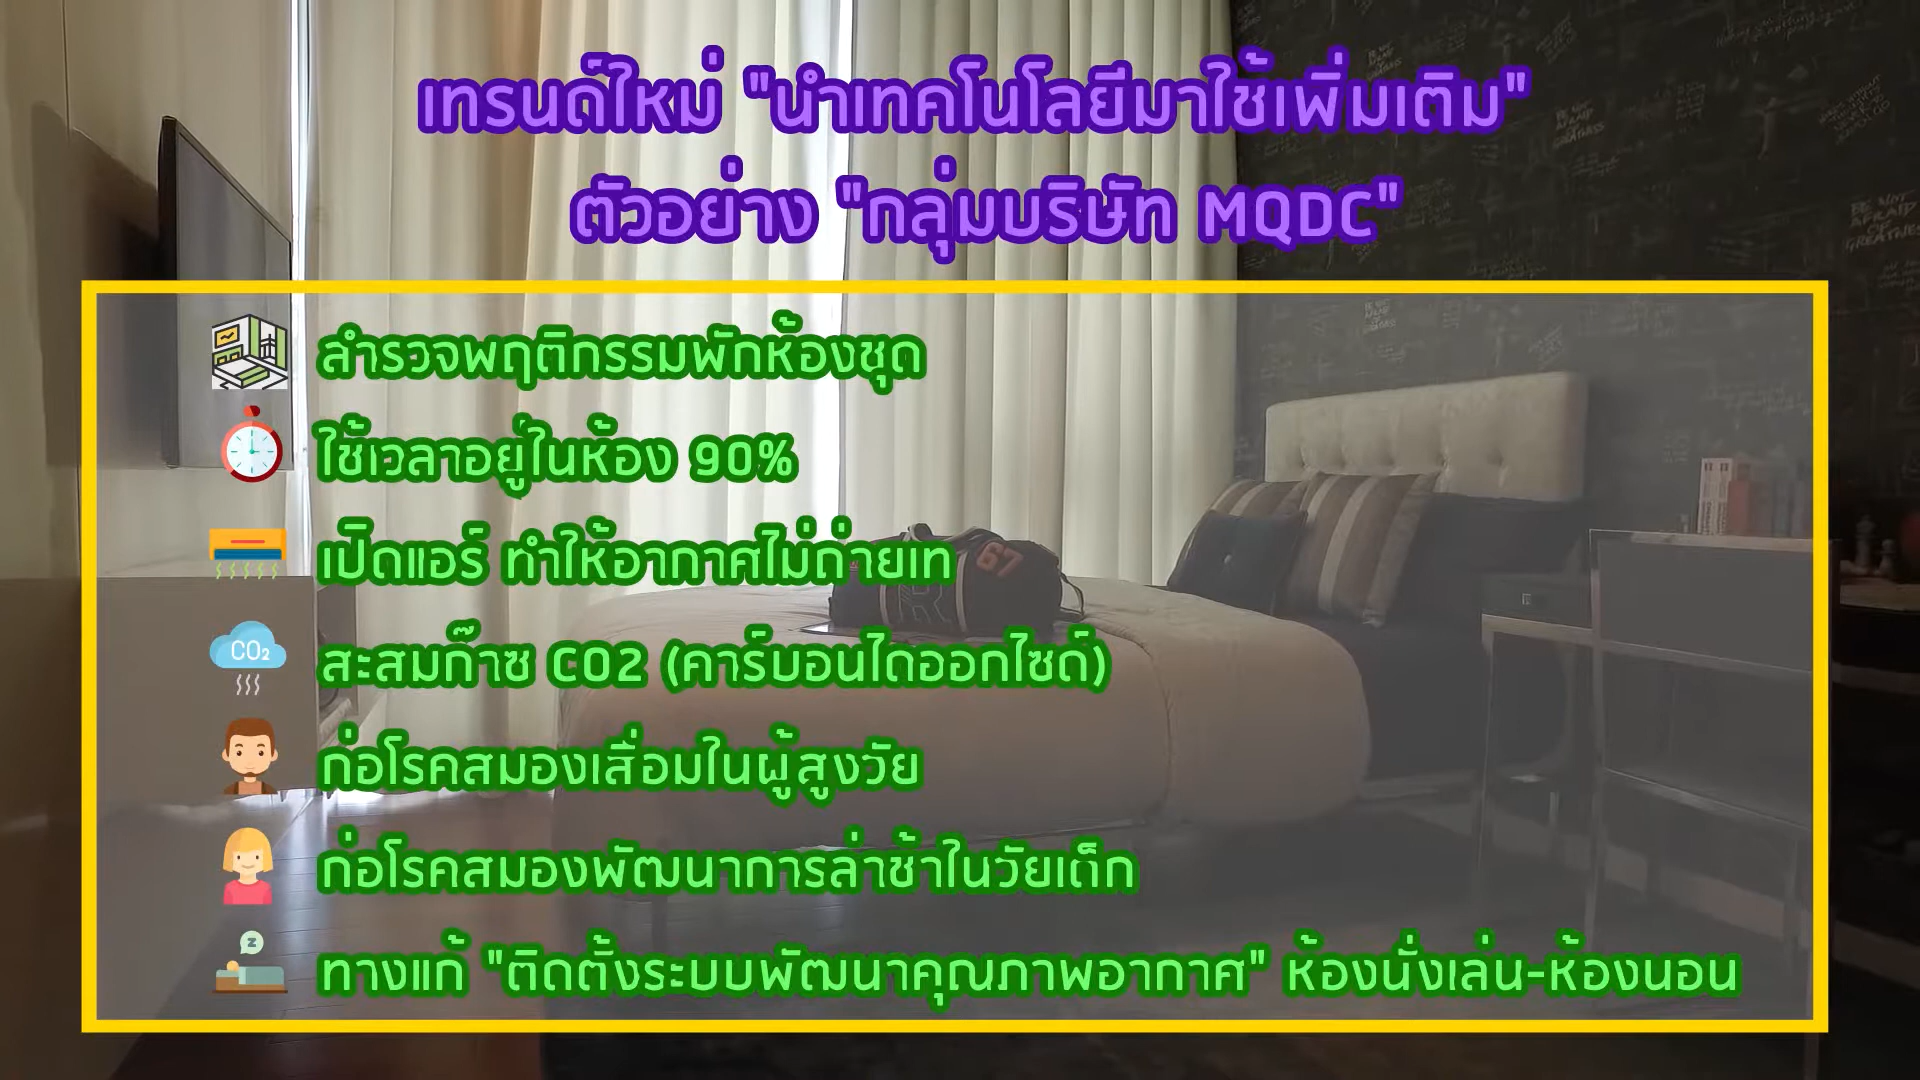 เทรนด์ใหม่ "นำเทคโนโลยีมาใช้เพิ่มเติม"
ตัวอย่าง "กลุ่มบริษัท MQDC"
สำรวจพฤติกรรมพักห้องชุด
ใช้เวลาอยู่ในห้อง 90%
เปิดแอร์ ทำให้อากาศไม่ถ่ายเท
67
CO₂
สะสมก๊าซ CO2 (คาร์บอนไดออกไซด์)
ก่อโรคสมองเสื่อมในผู้สูงวัย
ก่อโรคสมองพัฒนาการล่าช้าในวัยเด็ก
z
ทางแก้ "ติดตั้งระบบพัฒนาคุณภาพอากาศ" ห้องนั่งเล่น-ห้องนอน
BE NOT
AFRAID
OF
GREATNESS